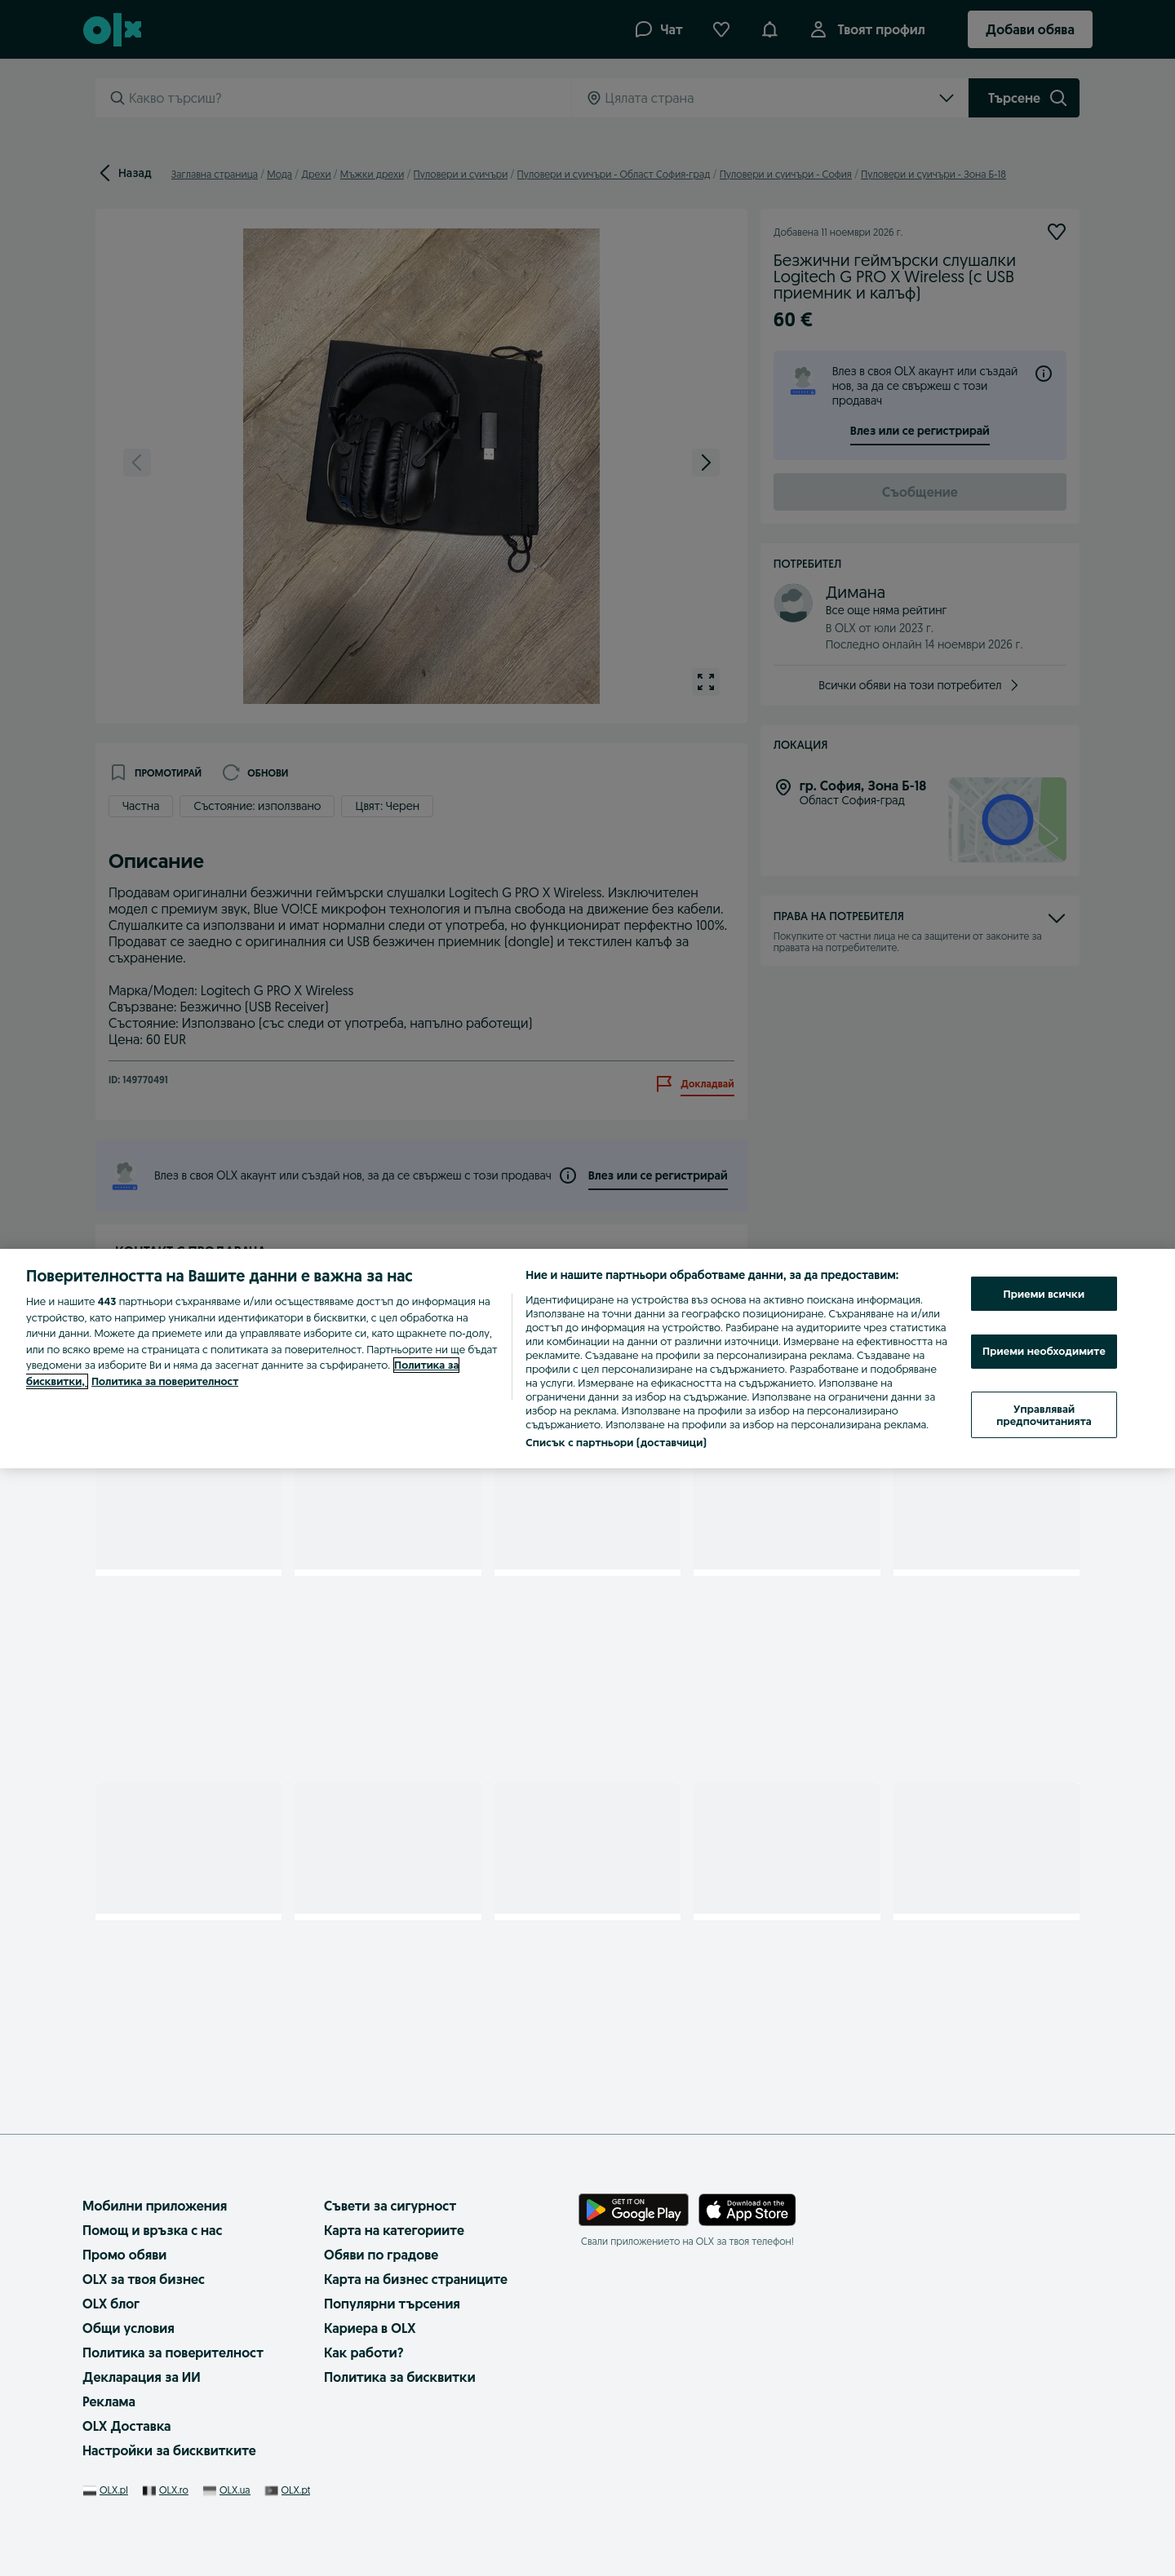 olx
Чат
Твоят профил
Добави обява
Какво търсиш?
Цялата страна
Търсене
Назад
Заглавна страница / Мода / Дрехи / Мъжки дрехи / Пуловери и суичъри / Пуловери и суичъри - Област София-град / Пуловери и суичъри - София / Пуловери и суичъри - Зона Б-18
Добавена 11 ноември 2026 г.
Безжични геймърски слушалки
Logitech G PRO X Wireless (с USB
приемник и калъф)
60 €
Влез в своя OLX акаунт или създай
нов, за да се свържеш с този
продавач
Влез или се регистрирай
Съобщение
ПОТРЕБИТЕЛ
Димана
Все още няма рейтинг
В OLX от юли 2023 г.
Последно онлайн 14 ноември 2026 г.
Всички обяви на този потребител
ЛОКАЦИЯ
гр. София, Зона Б-18
Област София-град
ПРАВА НА ПОТРЕБИТЕЛЯ
Покупките от частни лица не са защитени от законите за
правата на потребителите.
ПРОМОТИРАЙ
ОБНОВИ
Частна
Състояние: използвано
Цвят: Черен
Описание
Продавам оригинални безжични геймърски слушалки Logitech G PRO X Wireless. Изключителен
модел с премиум звук, Blue VO!CE микрофон технология и пълна свобода на движение без кабели.
Слушалките са използвани и имат нормални следи от употреба, но функционират перфектно 100%.
Продават се заедно с оригиналния си USB безжичен приемник (dongle) и текстилен калъф за
съхранение.
Марка/Модел: Logitech G PRO X Wireless
Свързване: Безжично (USB Receiver)
Състояние: Използвано (със следи от употреба, напълно работещи)
Цена: 60 EUR
ID: 149770491
Докладвай
Влез в своя OLX акаунт или създай нов, за да се свържеш с този продавач
Влез или се регистрирай
КОНТАКТ С ПРОДАВАЧА
Поверителността на Вашите данни е важна за нас
Ние и нашите 443 партньори съхраняваме и/или осъществяваме достъп до информация на
устройство, като например уникални идентификатори в бисквитки, с цел обработка на
лични данни. Можете да приемете или да управлявате изборите си, като щракнете по-долу,
или по всяко време на страницата с политиката за поверителност. Партньорите ни ще бъдат
уведомени за изборите Ви и няма да засегнат данните за сърфирането. Политика за
бисквитки, Политика за поверителност
Ние и нашите партньори обработваме данни, за да предоставим:
Идентифициране на устройства въз основа на активно поискана информация.
Използване на точни данни за географско позициониране. Съхраняване на и/или
достъп до информация на устройство. Разбиране на аудиториите чрез статистика
или комбинации на данни от различни източници. Измерване на ефективността на
рекламите. Създаване на профили за персонализирана реклама. Създаване на
профили с цел персонализиране на съдържанието. Разработване и подобряване
на услуги. Измерване на ефикасността на съдържанието. Използване на
ограничени данни за избор на съдържание. Използване на ограничени данни за
избор на реклама. Използване на профили за избор на персонализирано
съдържанието. Използване на профили за избор на персонализирана реклама.
Списък с партньори (доставчици)
Приеми всички
Приеми необходимите
Управлявай
предпочитанията
Мобилни приложения
Помощ и връзка с нас
Промо обяви
OLX за твоя бизнес
OLX блог
Общи условия
Политика за поверителност
Декларация за ИИ
Реклама
OLX Доставка
Настройки за бисквитките
Съвети за сигурност
Карта на категориите
Обяви по градове
Карта на бизнес страниците
Популярни търсения
Кариера в OLX
Как работи?
Политика за бисквитки
GET IT ON
Google Play
Download on the
App Store
Свали приложението на OLX за твоя телефон!
OLX.pl
OLX.ro
OLX.ua
OLX.pt